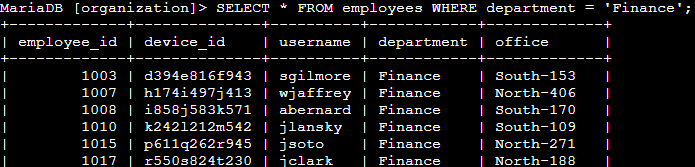 MariaDB [organization]> SELECT * FROM employees WHERE department = 'Finance';
+-------------+--------------+----------+------------+-----------+
| employee_id | device_id    | username | department | office    |
+-------------+--------------+----------+------------+-----------+
|        1003 | d394e816f943 | sgilmore | Finance    | South-153 |
|        1007 | h174i497j413 | wjaffrey | Finance    | North-406 |
|        1008 | i858j583k571 | abernard | Finance    | South-170 |
|        1010 | k242l212m542 | jlansky  | Finance    | South-109 |
|        1015 | p611q262r945 | jsoto    | Finance    | North-271 |
|        1017 | r550s824t230 | jclark   | Finance    | North-188 |